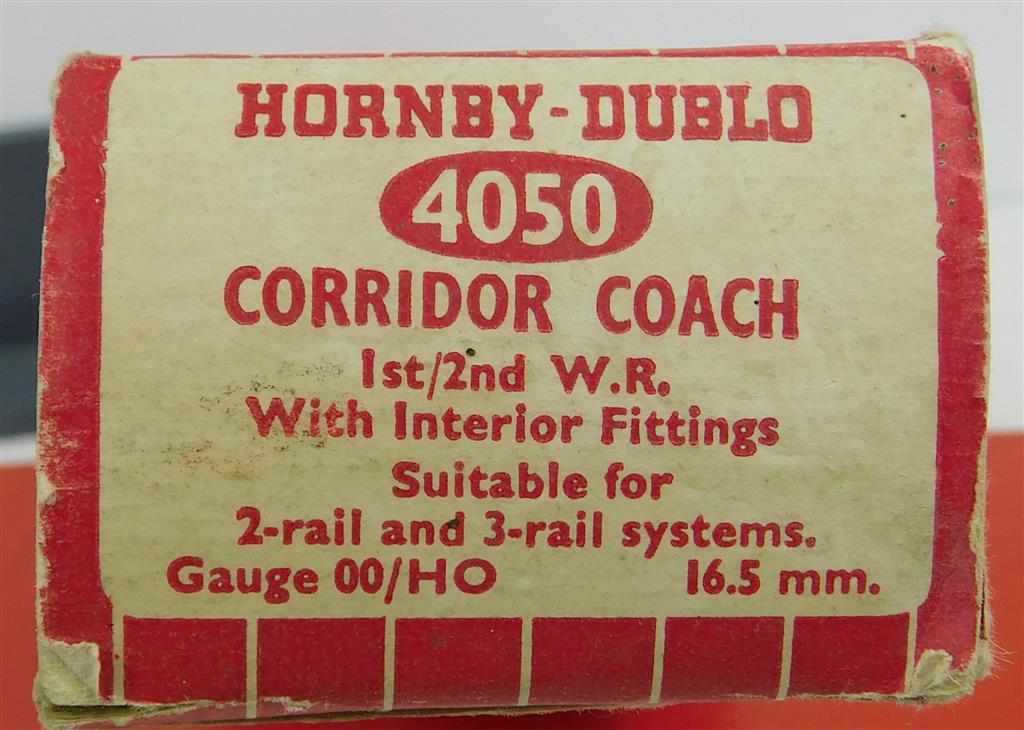 HORNBY-DUBLO
4050
CORRIDOR COACH
1st/2nd W.R.
With Interior Fittings
Suitable for
2-rail and 3-rail systems.
Gauge 00/HO 16.5 mm.